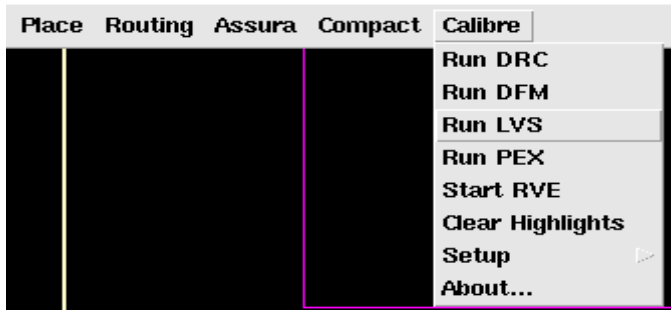 Place Routing Assura Compact Calibre
Run DRC
Run DFM
Run LVS
Run PEX
Start RVE
Clear Highlights
Setup
About...